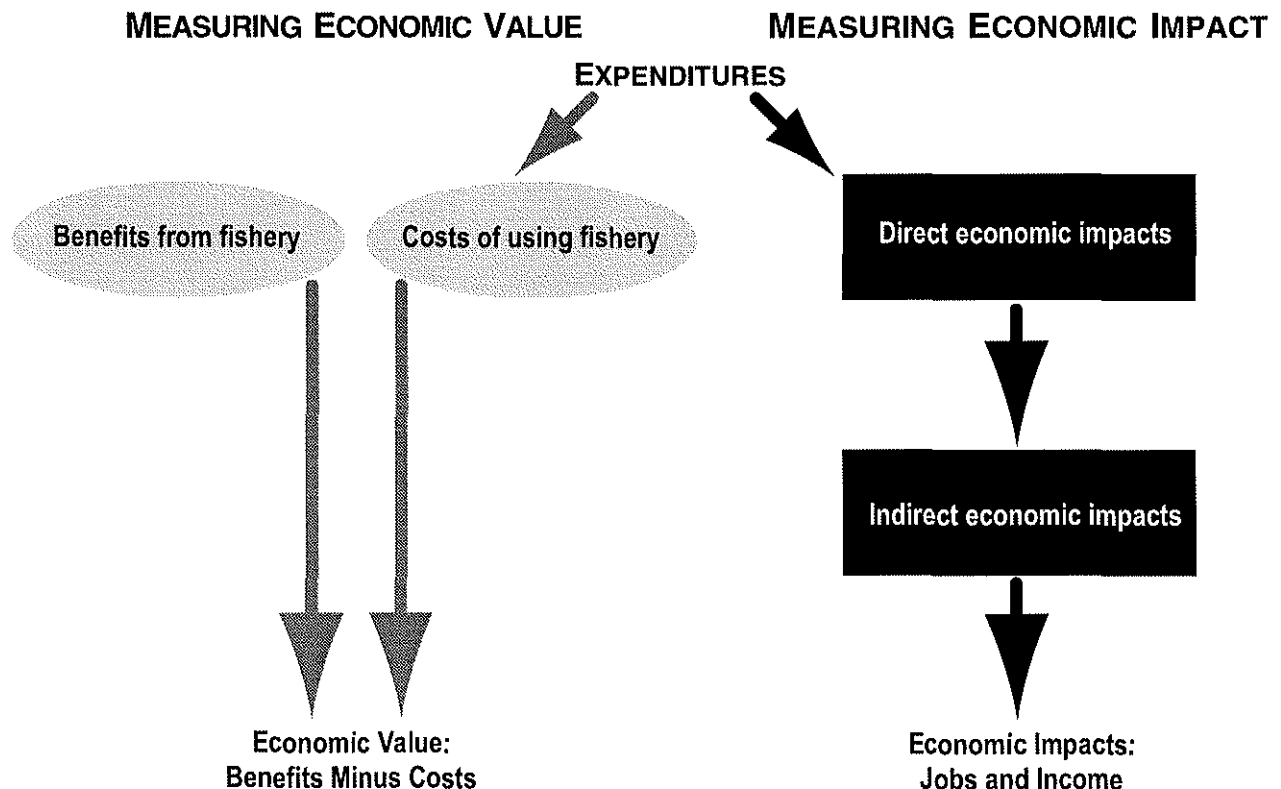 MEASURING ECONOMIC VALUE
MEASURING ECONOMIC IMPACT
EXPENDITURES
Benefits from fishery
Costs of using fishery
Direct economic impacts
Indirect economic impacts
Economic Value:
Benefits Minus Costs
Economic Impacts:
Jobs and Income